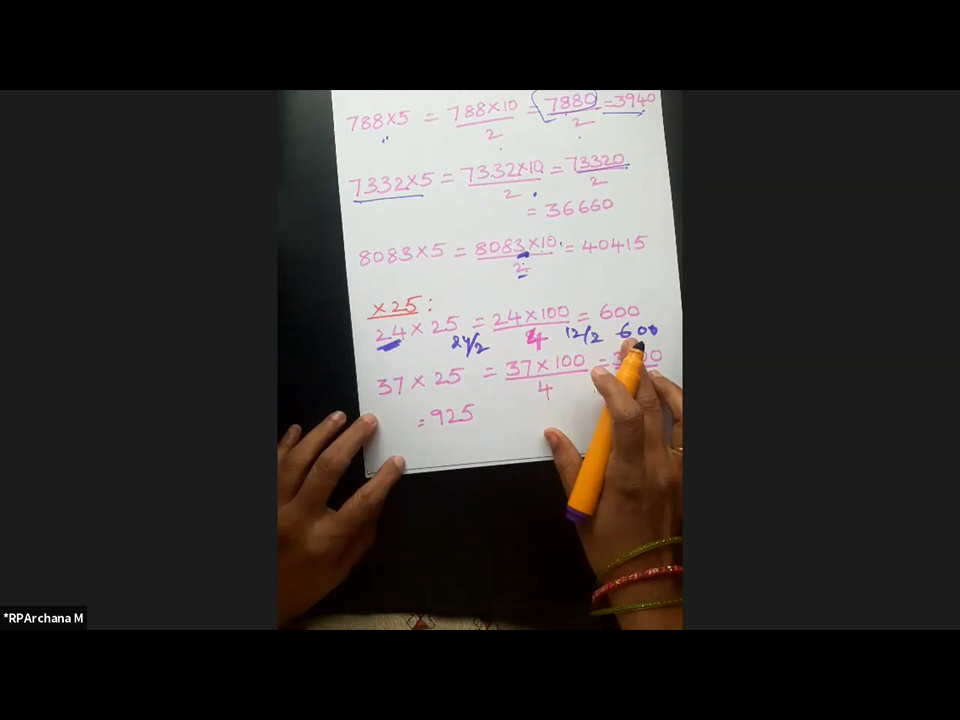 788×5 = 788×10/2 = 7880/2 = 3940
7332×5 = 7332×10/2 = 73320/2
= 36660
8083×5 = 8083×10/2 = 40415
×25:
24×25 = 24×100/4 = 600
24/2 12/2 600
37×25 = 37×100/4 =
= 925
*RPArchana M